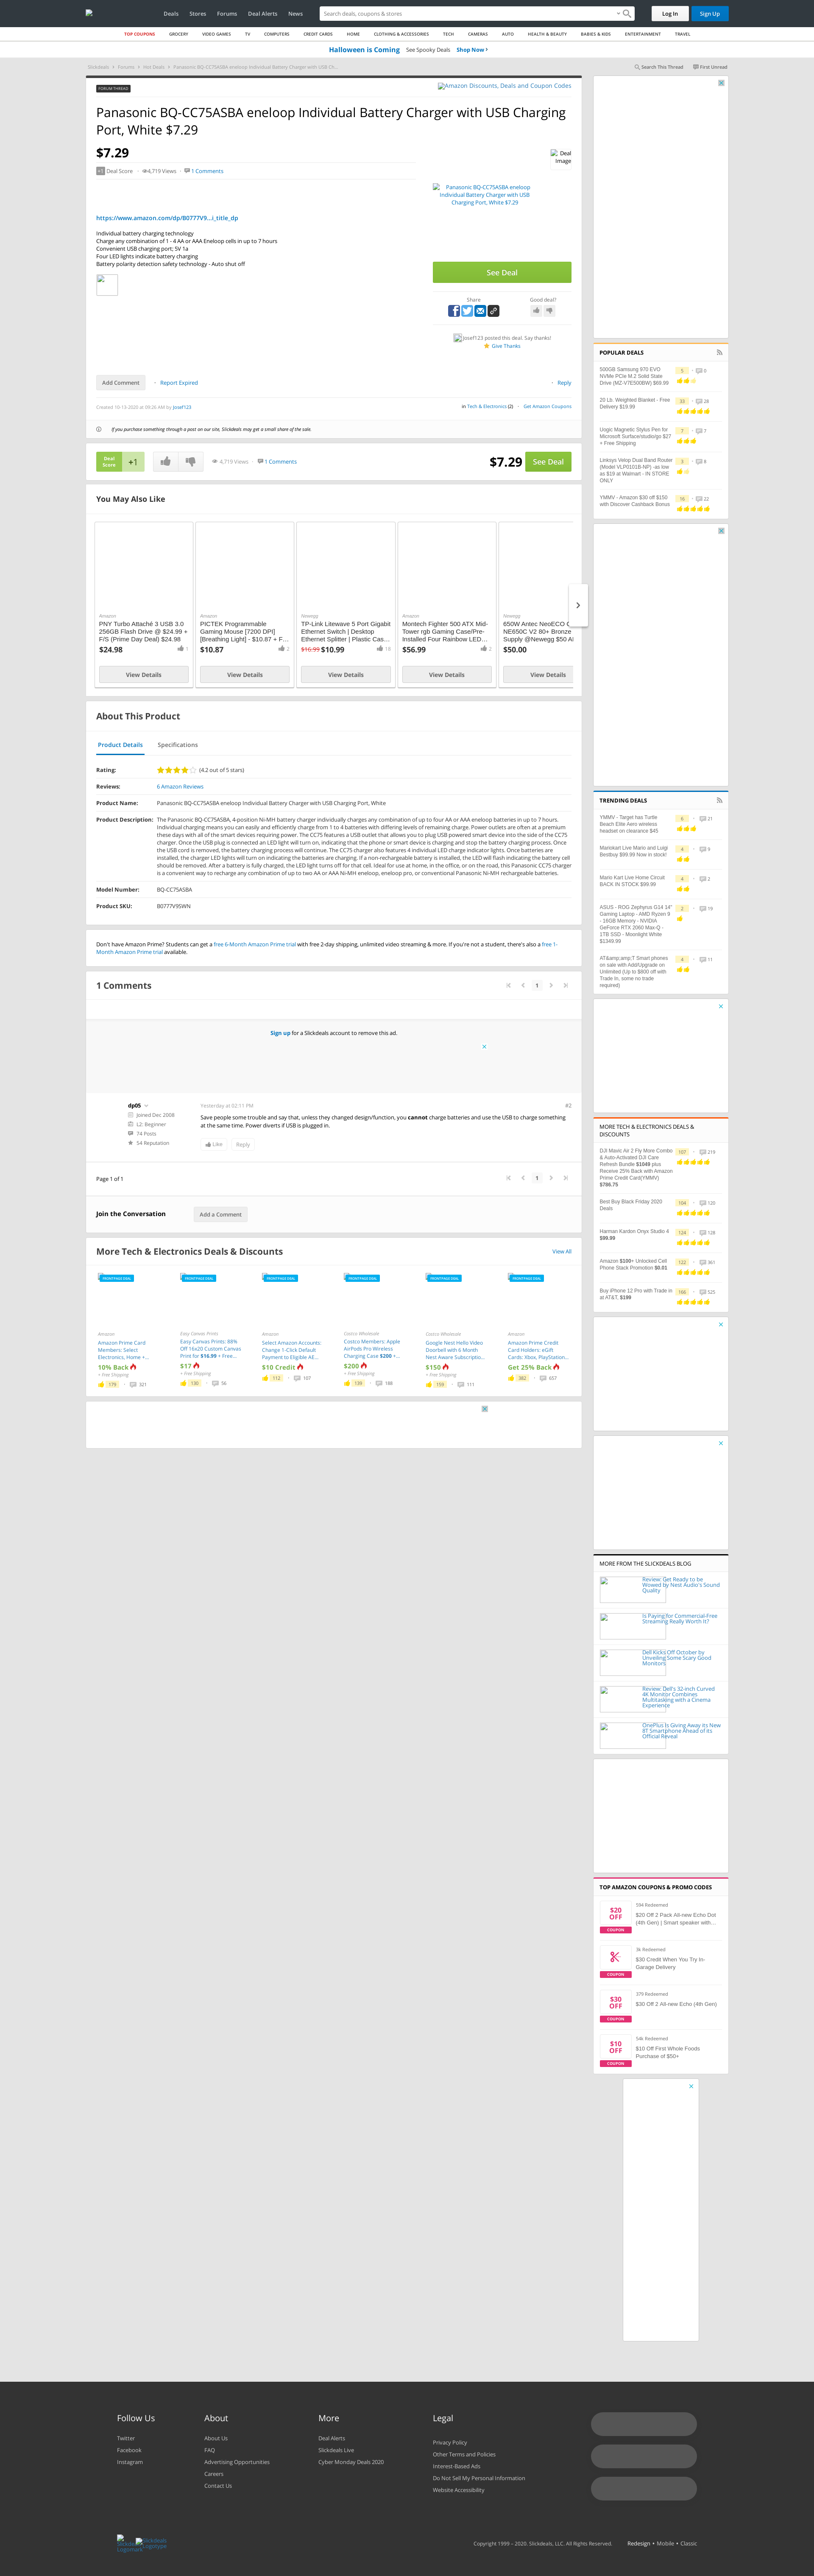 Deals
Stores
Forums
Deal Alerts
News
Search deals, coupons & stores
Log In
Sign Up
TOP COUPONS
GROCERY
VIDEO GAMES
TV
COMPUTERS
CREDIT CARDS
HOME
CLOTHING & ACCESSORIES
TECH
CAMERAS
AUTO
HEALTH & BEAUTY
BABIES & KIDS
ENTERTAINMENT
TRAVEL
Halloween is Coming See Spooky Deals Shop Now ›
Slickdeals › Forums › Hot Deals › Panasonic BQ-CC75ASBA eneloop Individual Battery Charger with USB Ch...
Search This Thread
First Unread
FORUM THREAD
Amazon Discounts, Deals and Coupon Codes
Panasonic BQ-CC75ASBA eneloop Individual Battery Charger with USB Charging
Port, White $7.29
$7.29
+1 Deal Score
4,719 Views
1 Comments
Deal
Image
Panasonic BQ-CC75ASBA eneloop
Individual Battery Charger with USB
Charging Port, White $7.29
https://www.amazon.com/dp/B0777V9...i_title_dp
Individual battery charging technology
Charge any combination of 1 - 4 AA or AAA Eneloop cells in up to 7 hours
Convenient USB charging port; 5V 1a
Four LED lights indicate battery charging
Battery polarity detection safety technology - Auto shut off
See Deal
Share
Good deal?
Josef123 posted this deal. Say thanks!
Give Thanks
Add Comment
Report Expired
Reply
Created 10-13-2020 at 09:26 AM by Josef123
in Tech & Electronics (2)
Get Amazon Coupons
If you purchase something through a post on our site, Slickdeals may get a small share of the sale.
Deal
Score
+1
4,719 Views
1 Comments
$7.29
See Deal
You May Also Like
Amazon
PNY Turbo Attaché 3 USB 3.0
256GB Flash Drive @ $24.99 +
F/S (Prime Day Deal) $24.98
$24.98
1
View Details
Amazon
PICTEK Programmable
Gaming Mouse [7200 DPI]
[Breathing Light] - $10.87 + F...
$10.87
2
View Details
Newegg
TP-Link Litewave 5 Port Gigabit
Ethernet Switch | Desktop
Ethernet Splitter | Plastic Cas...
$16.99 $10.99
18
View Details
Amazon
Montech Fighter 500 ATX Mid-
Tower rgb Gaming Case/Pre-
Installed Four Rainbow LED...
$56.99
2
View Details
Newegg
650W Antec NeoECO G
NE650C V2 80+ Bronze
Supply @Newegg $50 A
$50.00
View Details
About This Product
Product Details
Specifications
Rating:
(4.2 out of 5 stars)
Reviews:
6 Amazon Reviews
Product Name:
Panasonic BQ-CC75ASBA eneloop Individual Battery Charger with USB Charging Port, White
Product Description:
The Panasonic BQ-CC75ASBA, 4-position Ni-MH battery charger individually charges any combinations of up to four AA or AAA eneloop batteries in up to 7 hours.
Individual charging means you can easily and efficiently charge from 1 to 4 batteries with differing levels of remaining charge. Power outlets are often at a premium
these days. The CC75 features a built-in USB outlet that allows you to plug USB powered smart device into the side of the CC75 battery
Charger. Once the USB plug is connected an LED light will turn on, indicating that the phone or smart device is charging and stop to the battery charging process.
Once the USB connected is removed, the battery charging process will continue. The CC75 charger also features 4 individual LED charge indicator lights. Once batteries are
installed, the charger LED lights will turn on indicating the batteries are charging. If a non-rechargeable battery is installed, the LED will flash indicating the battery could
not be charged. All LED lights will shut off when batteries are full. The CC75 charger is also fairly compact so it's ideal for use at home, in the office, or on the road. Charger
is also compatible with and can recharge any combination of up to two AA or AAA Ni-MH eneloop, eneloop pro, or conventional Panasonic Ni-MH rechargeable batteries.
Model Number:
BQ-CC75ASBA
Product SKU:
B0777V9SWN
Don't have Amazon Prime? Students can get a free 6-Month Amazon Prime trial with free 2-day shipping, unlimited video streaming & more. If you're not a student, there's also a free 1-
Month Amazon Prime trial available.
1 Comments
1
Sign up for a Slickdeals account to remove this ad.
dp05
Joined Dec 2008
L2: Beginner
74 Posts
54 Reputation
Yesterday at 02:11 PM
#2
Save people some trouble and say that, unless they changed design/function, you cannot charge batteries and use the USB to charge something
at the same time. Power diverts if USB is plugged in.
Like
Reply
Page 1 of 1
1
Join the Conversation
Add a Comment
More Tech & Electronics Deals & Discounts
View All
FRONTPAGE DEAL
Amazon
Amazon Prime Card
Members: Select
Electronics, Home +...
10% Back
+ Free Shipping
179
321
FRONTPAGE DEAL
Easy Canvas Prints
Easy Canvas Prints: 88%
Off 16x20 Custom Canvas
Print for $16.99 + Free...
$17
+ Free Shipping
130
56
FRONTPAGE DEAL
Amazon
Select Amazon Accounts:
Change 1-Click Default
Payment to Eligible AE...
$10 Credit
112
107
FRONTPAGE DEAL
Costco Wholesale
Costco Members: Apple
AirPods Pro Wireless
Charging Case $200 +...
$200
+ Free Shipping
139
188
FRONTPAGE DEAL
Costco Wholesale
Google Nest Hello Video
Doorbell with 6 Month
Nest Aware Subscriptio...
$150
+ Free Shipping
159
111
FRONTPAGE DEAL
Amazon
Amazon Prime Credit
Card Holders: eGift
Cards: Xbox, PlayStation...
Get 25% Back
382
657
POPULAR DEALS
500GB Samsung 970 EVO
NVMe PCIe M.2 Solid State
Drive (MZ-V7E500BW) $69.99
5
0
20 Lb. Weighted Blanket - Free
Delivery $19.99
33
28
Uogic Magnetic Stylus Pen for
Microsoft Surface/studio/go $27
+ Free Shipping
7
7
Linksys Velop Dual Band Router
(Model VLP0101B-NP) -as low
as $19 at Walmart - IN STORE
ONLY
3
8
YMMV - Amazon $30 off $150
with Discover Cashback Bonus
16
22
TRENDING DEALS
YMMV - Target has Turtle
Beach Elite Aero wireless
headset on clearance $45
6
21
Mariokart Live Mario and Luigi
Bestbuy $99.99 Now in stock!
4
9
Mario Kart Live Home Circuit
BACK IN STOCK $99.99
4
2
ASUS - ROG Zephyrus G14 14"
Gaming Laptop - AMD Ryzen 9
- 16GB Memory - NVIDIA
GeForce RTX 2060 Max-Q -
1TB SSD - Moonlight White
$1349.99
2
19
AT&amp;amp;T Smart phones
on sale with Add/Upgrade on
Unlimited (Up to $800 off with
Trade In, some no trade
required)
4
11
MORE TECH & ELECTRONICS DEALS &
DISCOUNTS
DJI Mavic Air 2 Fly More Combo
& Auto-Activated DJI Care
Refresh Bundle $1049 plus
Receive 25% Back with Amazon
Prime Credit Card(YMMV)
$786.75
107
219
Best Buy Black Friday 2020
Deals
104
120
Harman Kardon Onyx Studio 4
$99.99
124
128
Amazon $100+ Unlocked Cell
Phone Stack Promotion $0.01
122
361
Buy iPhone 12 Pro with Trade in
at AT&T, $199
166
525
MORE FROM THE SLICKDEALS BLOG
Review: Get Ready to be
Wowed by Nest Audio's Sound
Quality
Is Paying for Commercial-Free
Streaming Really Worth It?
Dell Kicks Off October by
Unveiling Some Scary Good
Monitors
Review: Dell's 32-inch Curved
4K Monitor Combines
Multitasking with a Cinema
Experience
OnePlus Is Giving Away its New
8T Smartphone Ahead of its
Official Reveal
TOP AMAZON COUPONS & PROMO CODES
$20
OFF
COUPON
594 Redeemed
$20 Off 2 Pack All-new Echo Dot
(4th Gen) | Smart speaker with...
COUPON
3k Redeemed
$30 Credit When You Try In-
Garage Delivery
$30
OFF
COUPON
379 Redeemed
$30 Off 2 All-new Echo (4th Gen)
$10
OFF
COUPON
54k Redeemed
$10 Off First Whole Foods
Purchase of $50+
Follow Us
Twitter
Facebook
Instagram
About
About Us
FAQ
Advertising Opportunities
Careers
Contact Us
More
Deal Alerts
Slickdeals Live
Cyber Monday Deals 2020
Legal
Privacy Policy
Other Terms and Policies
Interest-Based Ads
Do Not Sell My Personal Information
Website Accessibility
Slickdeals
Logotype
Logomark
Copyright 1999 – 2020. Slickdeals, LLC. All Rights Reserved.
Redesign • Mobile • Classic